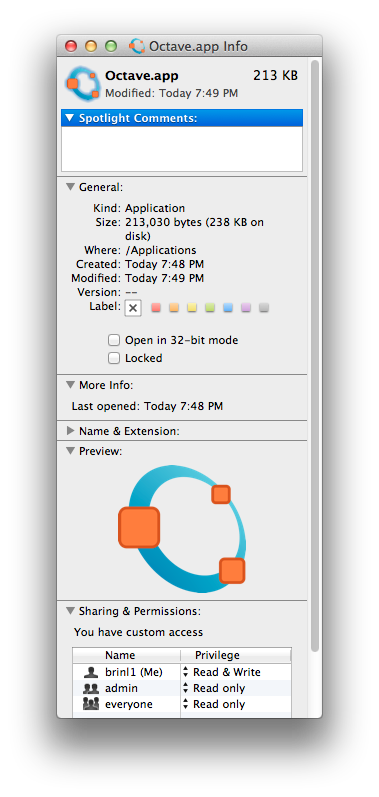 Octave.app Info
Octave.app 213 KB
Modified: Today 7:49 PM
Spotlight Comments:
General:
Kind: Application
Size: 213,030 bytes (238 KB on
disk)
Where: /Applications
Created: Today 7:48 PM
Modified: Today 7:49 PM
Version: --
Label:
Open in 32-bit mode
Locked
More Info:
Last opened: Today 7:48 PM
Name & Extension:
Preview:
Sharing & Permissions:
You have custom access
Name Privilege
brinl1 (Me) Read & Write
admin Read only
everyone Read only